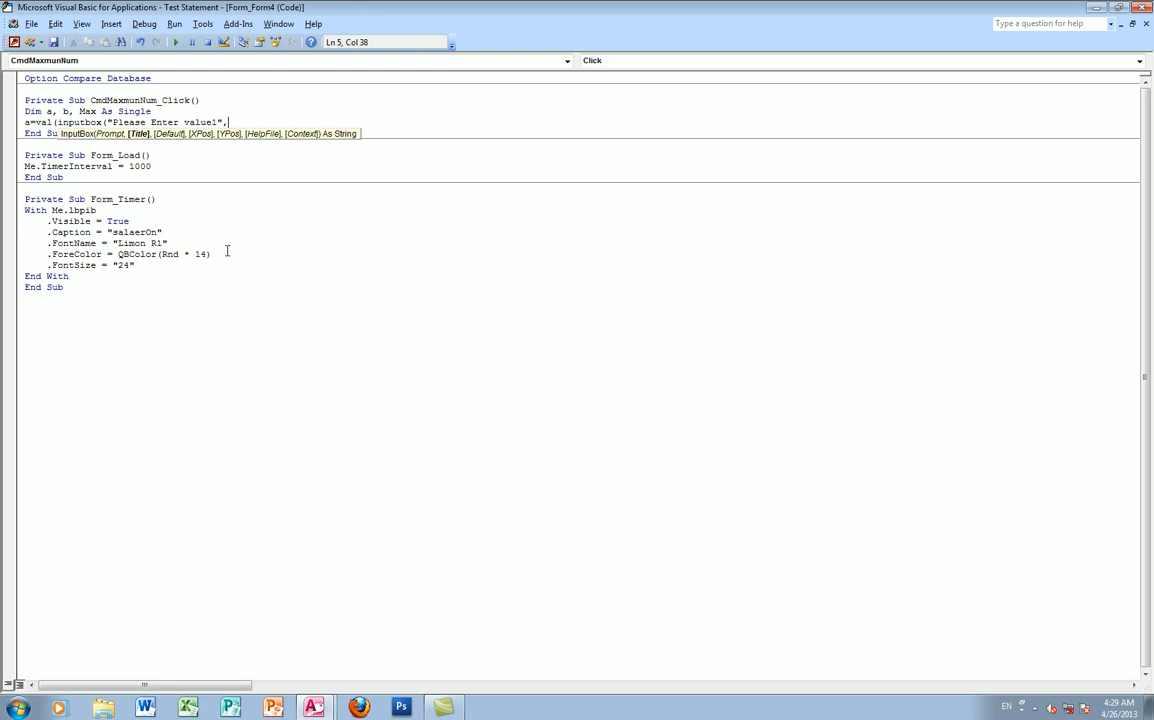 Microsoft Visual Basic for Applications - Test Statement - [Form_Form4 (Code)]
File Edit View Insert Format Debug Run Tools Add-Ins Window Help
Type a question for help
Ln 5, Col 38
CmdMaxmunNum
Click
Option Compare Database
Private Sub CmdMaxmunNum_Click()
Dim a, b, Max As Single
a=val(inputbox("Please Enter value1",
End Su
InputBox(Prompt, [Title], [Default], [XPos], [YPos], [HelpFile], [Context]) As String
Private Sub Form_Load()
Me.TimerInterval = 1000
End Sub
Private Sub Form_Timer()
With Me.lbpib
.Visible = True
.Caption = "salaerOn"
.FontName = "Limon R1"
.ForeColor = QBColor(Rnd * 14)
.FontSize = "24"
End With
End Sub
EN
4:29 AM
4/26/2013